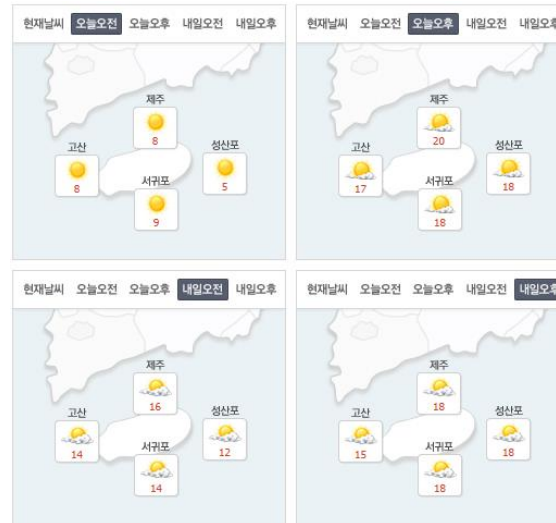 현재날씨 오늘오전 오늘오후 내일오전 내일오후
제주
8
고산
8
성산포
5
서귀포
9
현재날씨 오늘오전 오늘오후 내일오전 내일오후
제주
20
고산
17
성산포
18
서귀포
18
현재날씨 오늘오전 오늘오후 내일오전 내일오후
제주
16
고산
14
성산포
12
서귀포
14
현재날씨 오늘오전 오늘오후 내일오전 내일오후
제주
18
고산
15
성산포
18
서귀포
18